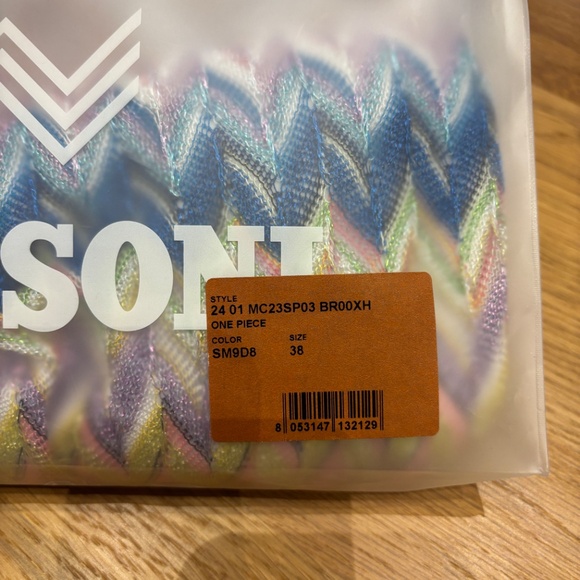 SONI
STYLE
24 01 MC23SP03 BR00XH
ONE PIECE
COLOR SIZE
SM9D8 38
8 053147 132129